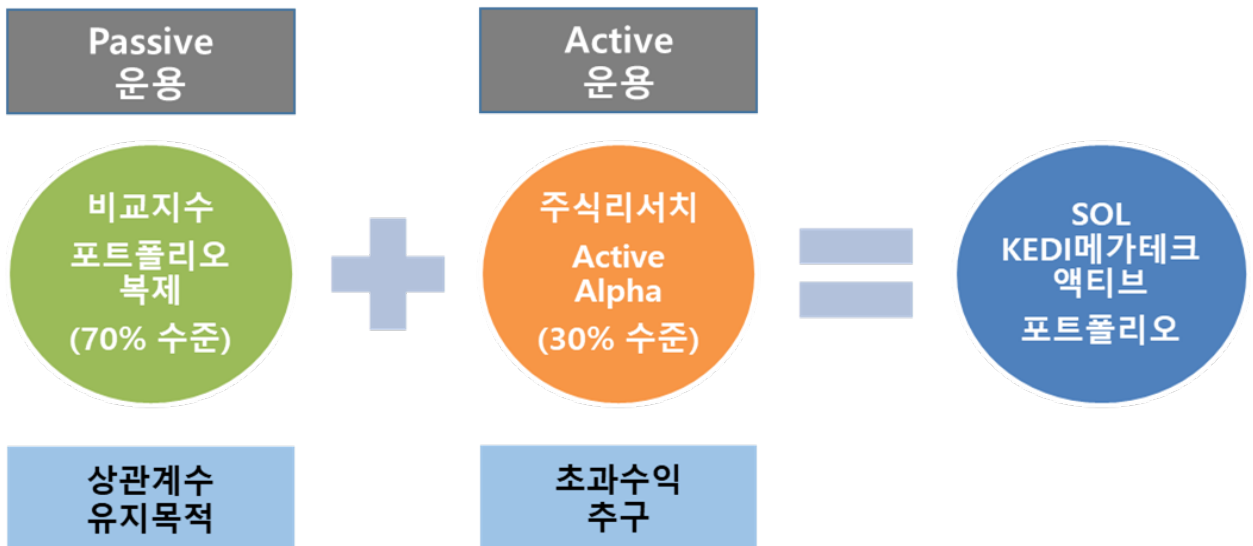 Passive
운용
비교지수
포트폴리오
복제
(70% 수준)
상관계수
유지목적
Active
운용
주식리서치
Active
Alpha
(30% 수준)
초과수익
추구
SOL
KEDI메가테크
액티브
포트폴리오